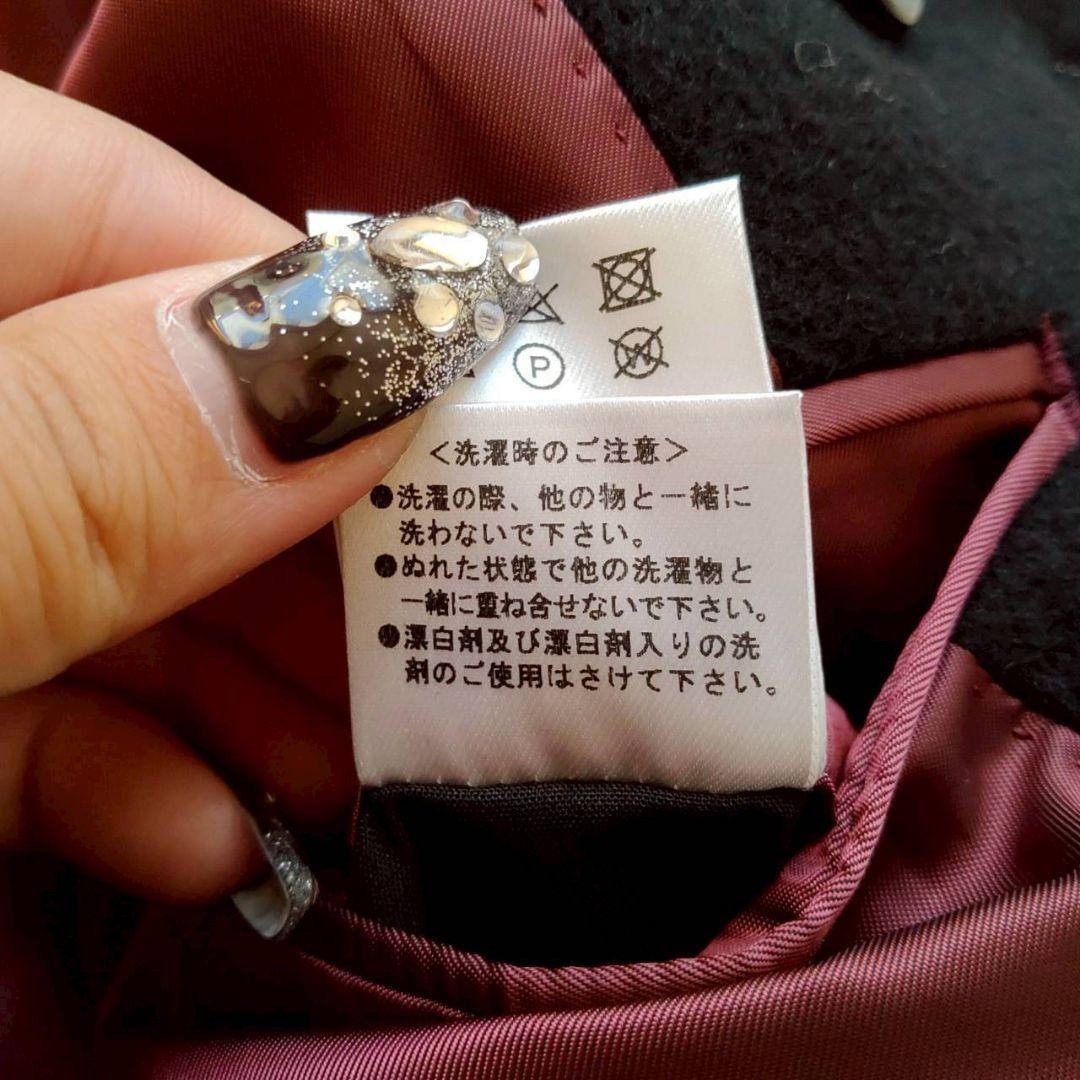 P
W
<洗濯時のご注意>
●洗濯の際、他の物と一緒に
洗わないで下さい。
●ぬれた状態で他の洗濯物と
一緒に重ね合せないで下さい。
●漂白剤及び漂白剤入りの洗
剤のご使用はさけて下さい。